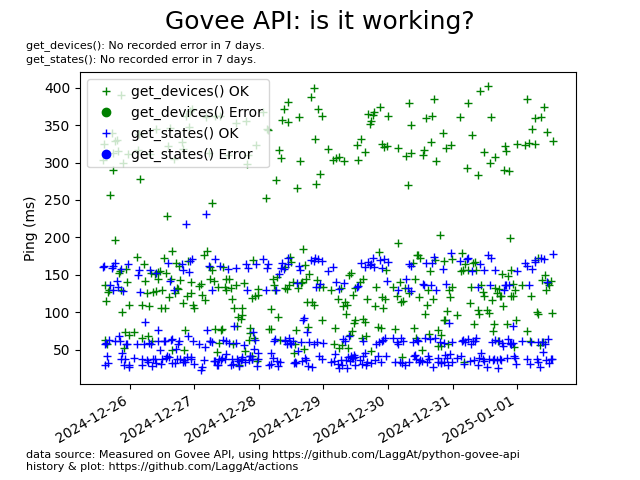 Govee API: is it working?
get_devices(): No recorded error in 7 days.
get_states(): No recorded error in 7 days.
get_devices() OK
get_devices() Error
get_states() OK
get_states() Error
Ping (ms)
400
350
300
250
200
150
100
50
2024-12-26
2024-12-27
2024-12-28
2024-12-29
2024-12-30
2024-12-31
2025-01-01
data source: Measured on Govee API, using https://github.com/LaggAt/python-govee-api
history & plot: https://github.com/LaggAt/actions